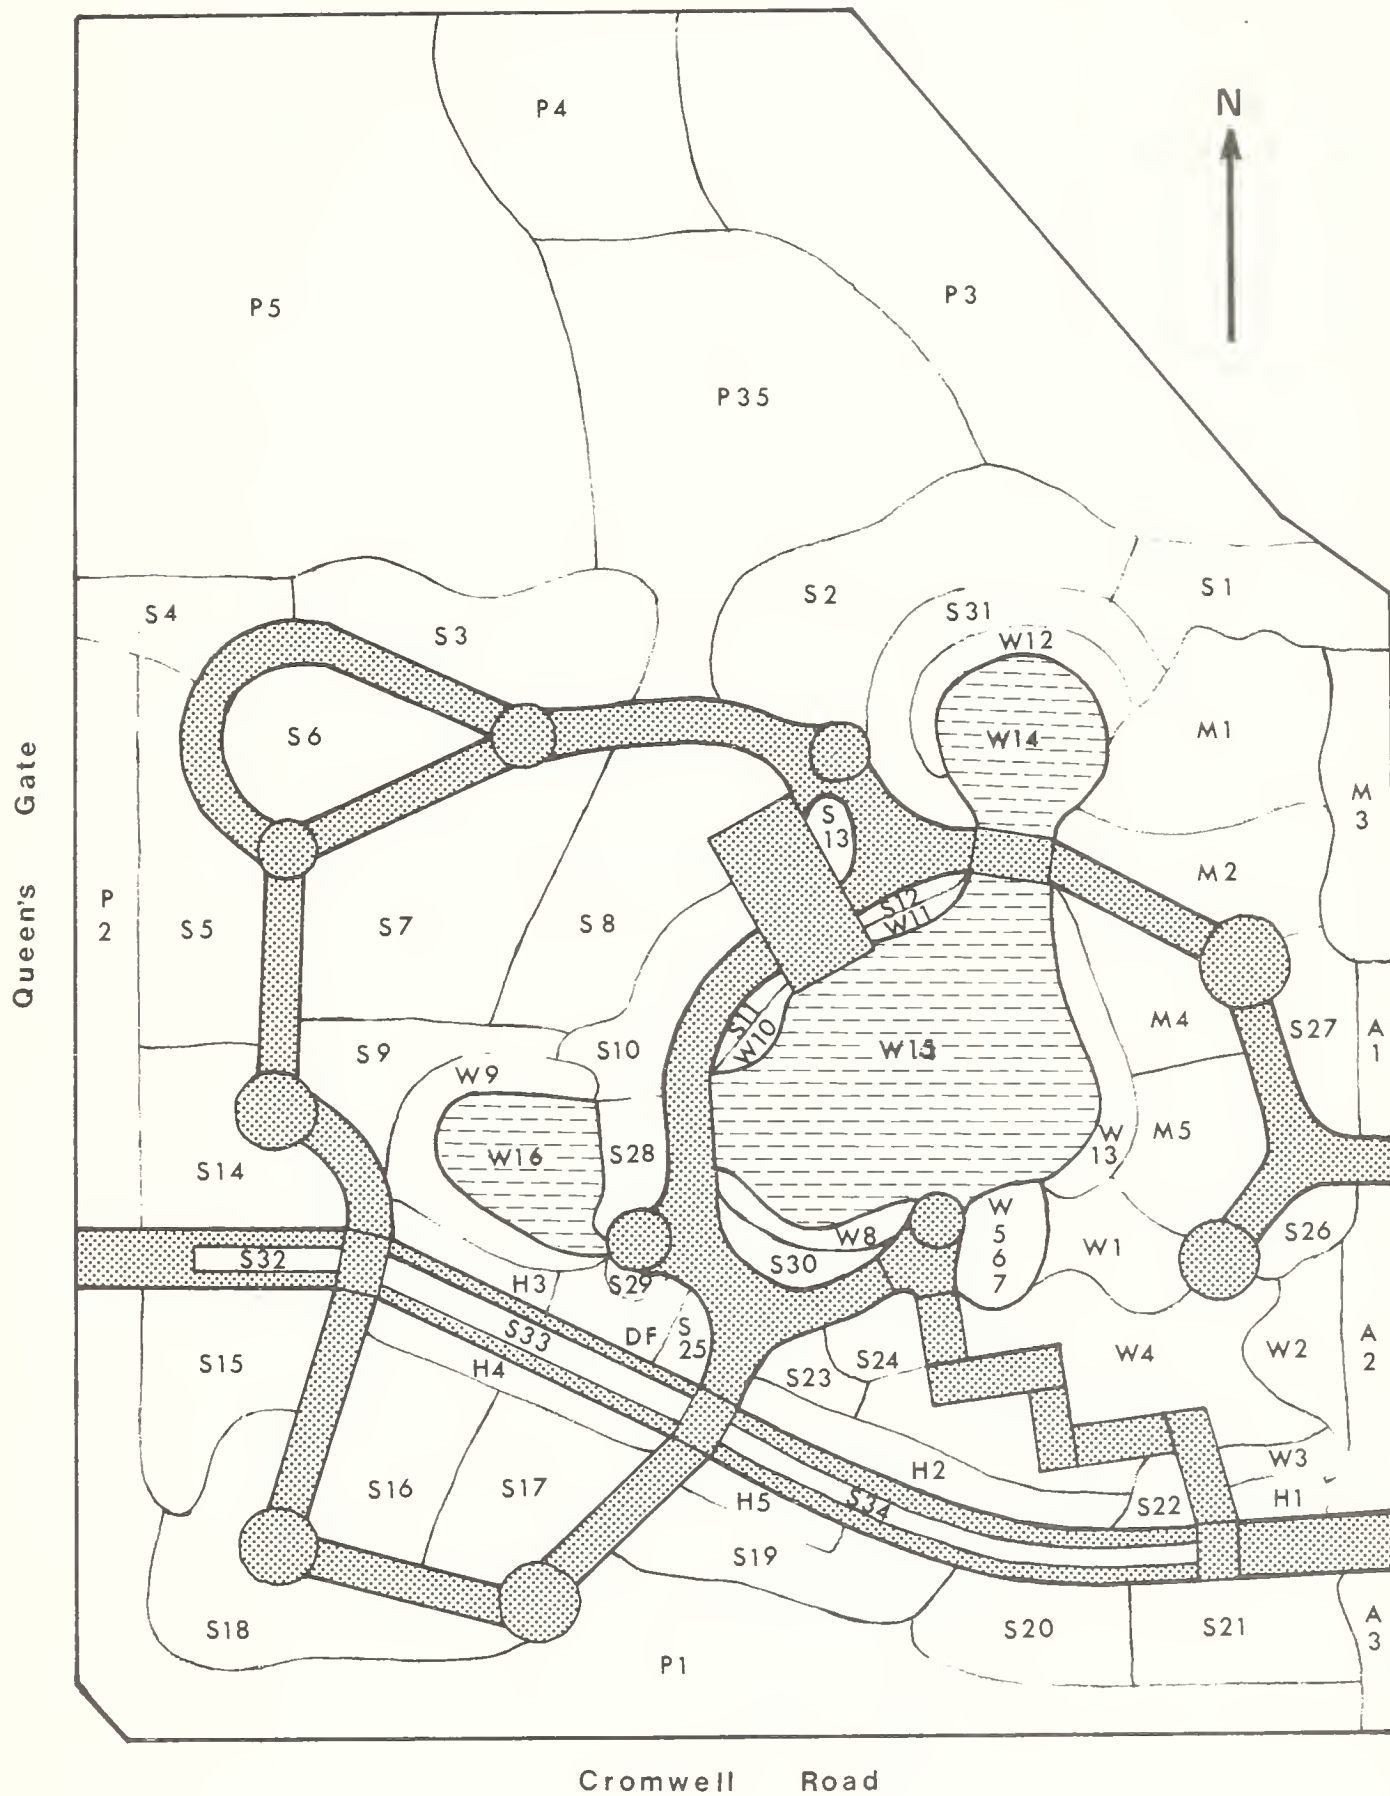 N
P4
P5
P3
P35
S4
S3
S2
S31
S1
W12
S6
W14
M1
M
3
S
13
M2
P
2
S5
S7
S8
S12
W11
S11
W10
W15
M4
S27
A
1
S9
W9
S10
S14
W16
S28
W
13
M5
S32
H3
S29
S30
W8
W
5
6
7
W1
S26
S15
S33
DF
S
25
H4
S23
S24
W4
W2
A
2
S16
S17
H2
W3
H5
S34
S22
H1
S19
S18
P1
S20
S21
A
3
Queen's Gate
Cromwell Road